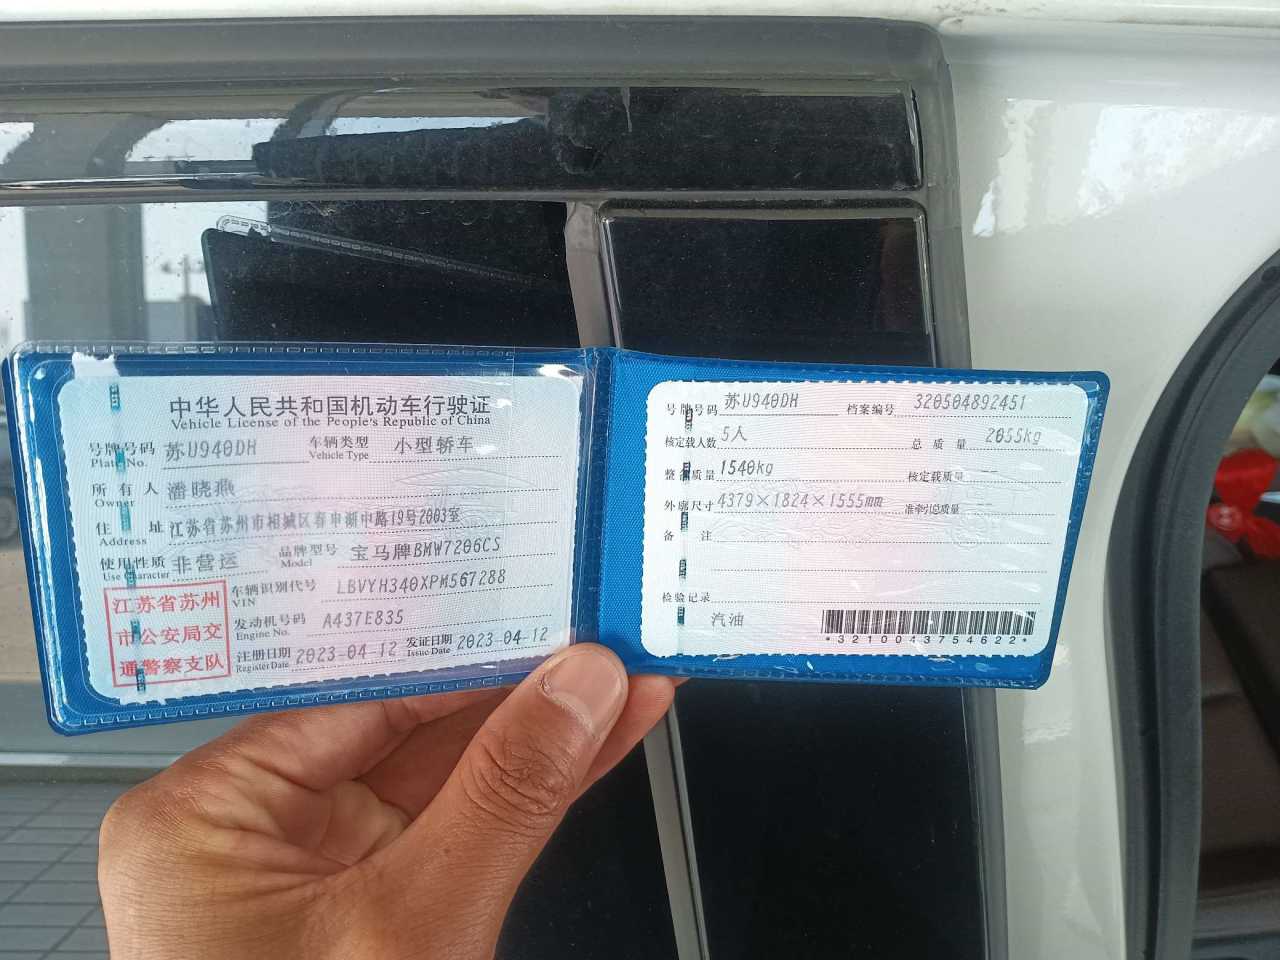 中华人民共和国机动车行驶证
Vehicle License of the People's Republic of China
号牌号码 苏U940DH 车辆类型 小型轿车
Plate No. Vehicle Type
所有人 潘晓燕
Owner
住址 江苏省苏州市相城区春申湖中路19号2003室
Address
使用性质 非营运 品牌型号 宝马牌BMW7206CS
Use Character Model
江苏省苏州
市公安局交
通警察支队
车辆识别代号 LBVYH340XPM567288
VIN
发动机号码 A437E835
Engine No.
注册日期 2023-04-12 发证日期 2023-04-12
Register Date Issue Date
号牌号码 苏U940DH 档案编号 320504892451
核定载人数 5人 总质量 2055kg
整备质量 1540kg 核定载质量 --
外廓尺寸 4379×1824×1555mm 准牵引总质量 --
备注
检验记录
汽油
*3210043754622*